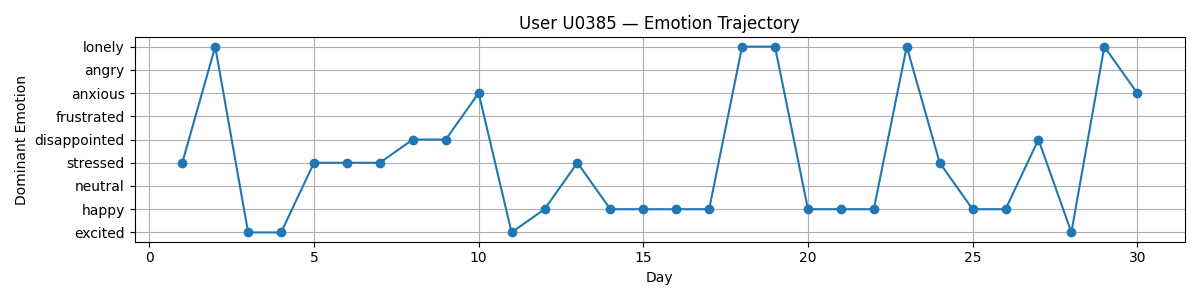 User U0385 — Emotion Trajectory
Dominant Emotion
lonely
angry
anxious
frustrated
disappointed
stressed
neutral
happy
excited
0 5 10 15 20 25 30
Day